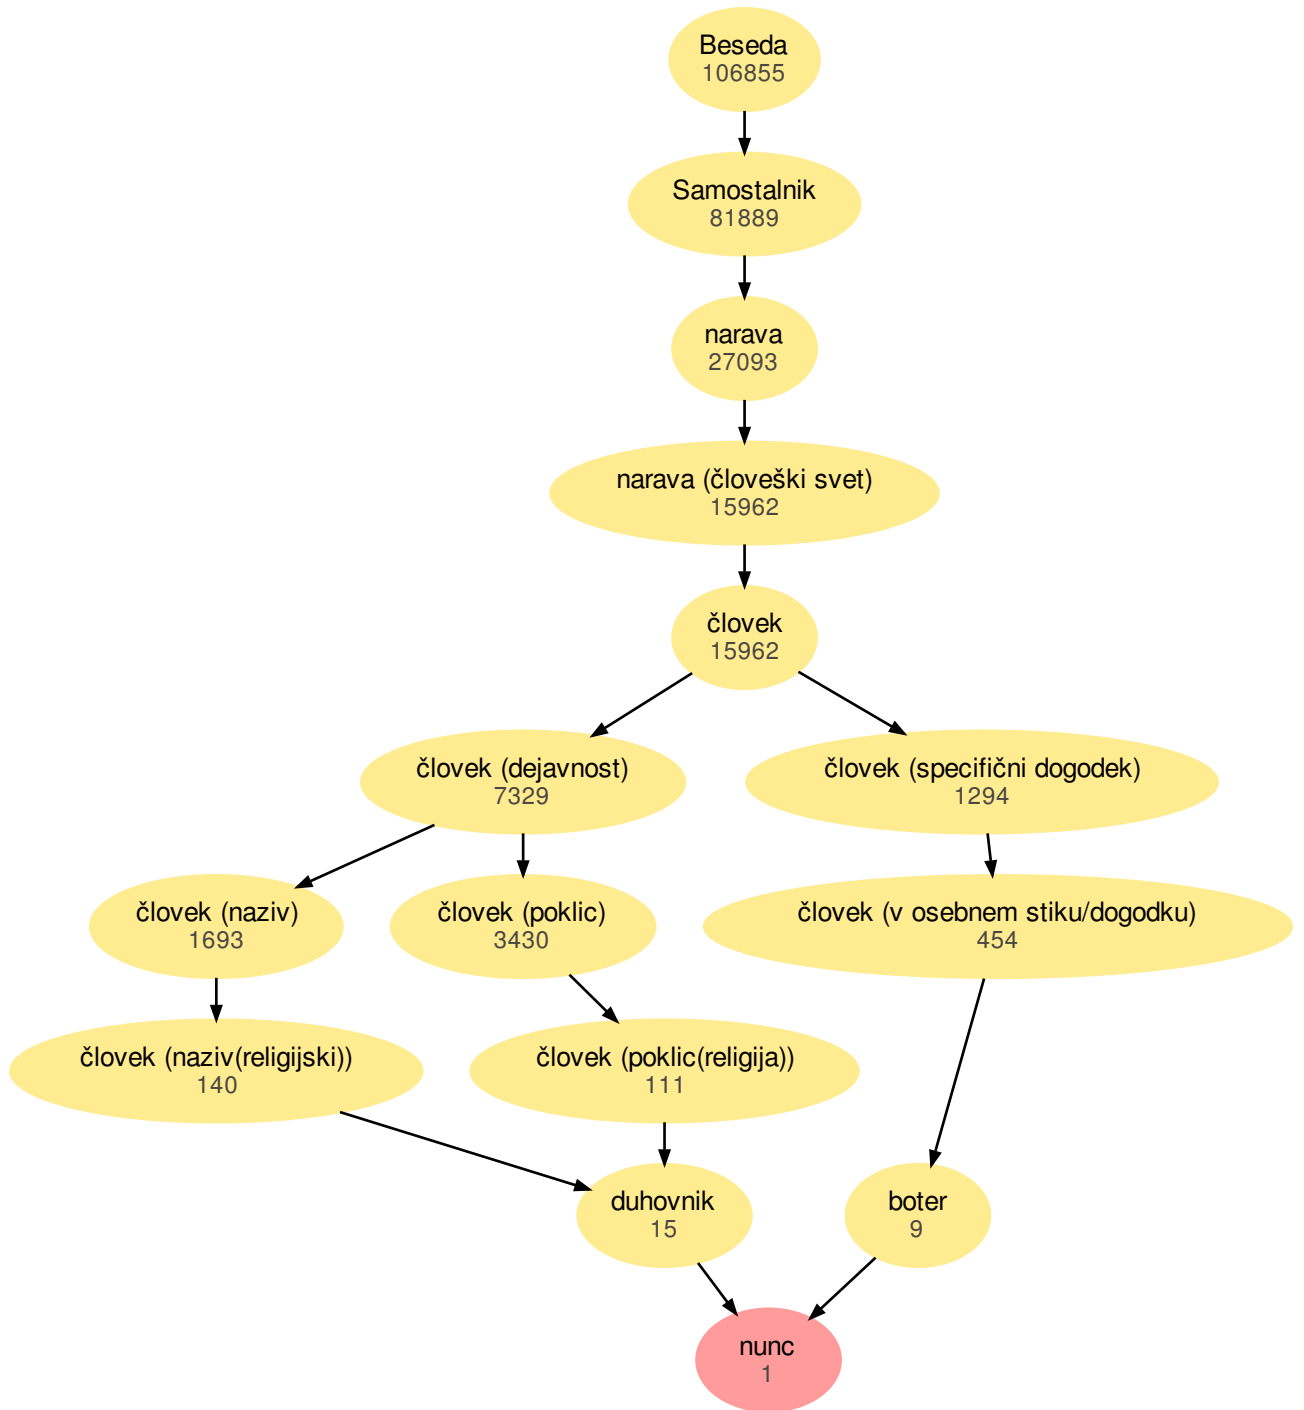 Beseda
106855
Samostalnik
81889
narava
27093
narava (človeški svet)
15962
človek
15962
človek (dejavnost)
7329
človek (specifični dogodek)
1294
človek (naziv)
1693
človek (poklic)
3430
človek (v osebnem stiku/dogodku)
454
človek (naziv(religijski))
140
človek (poklic(religija))
111
duhovnik
15
boter
9
nunc
1